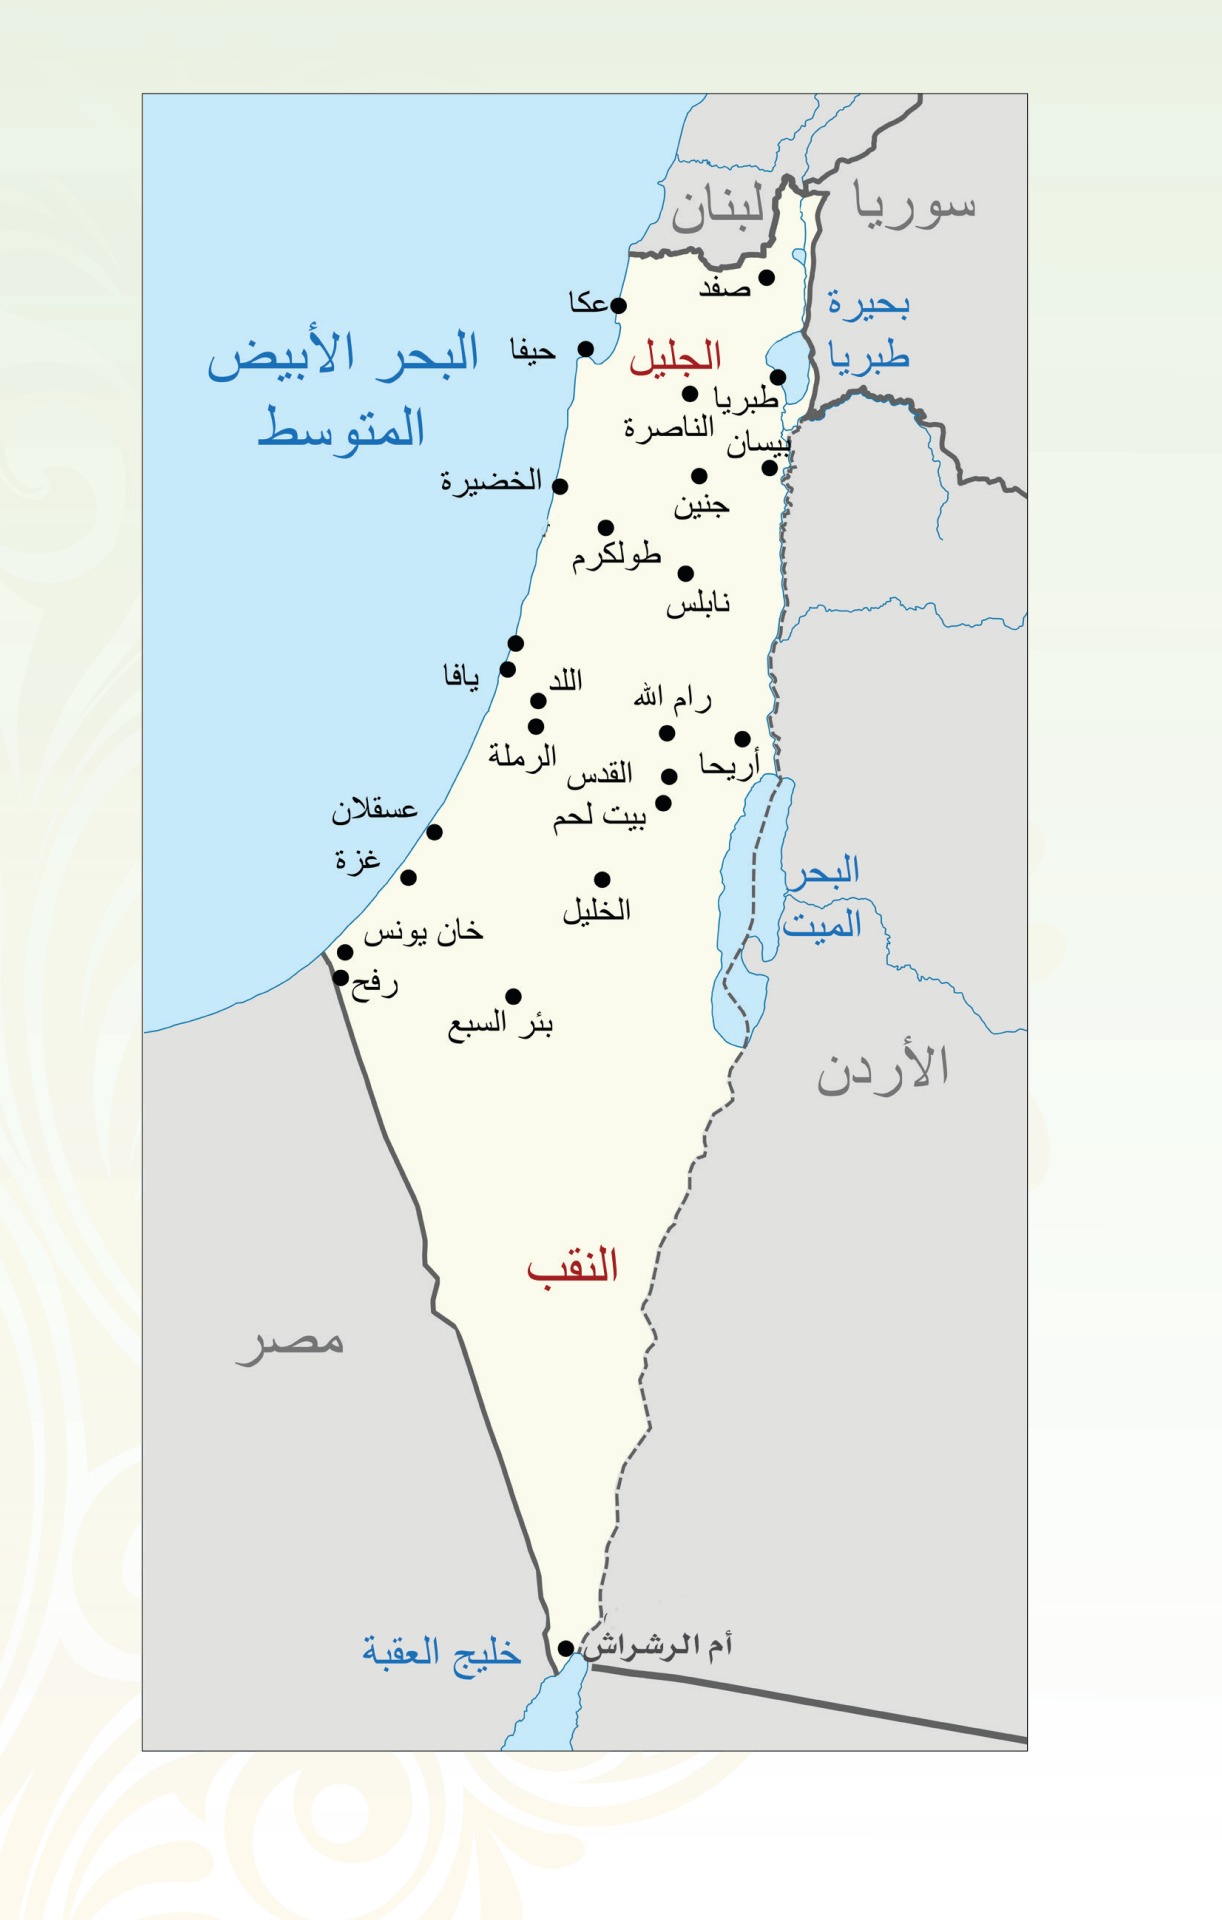 لبنان
سوريا
صفد
عكا
بحيرة
طبريا
حيفا
الجليل
البحر الأبيض
المتوسط
طبريا
الناصرة
بيسان
الخضيرة
جنين
طولكرم
نابلس
يافا
اللد
رام الله
الرملة
القدس
أريحا
عسقلان
بيت لحم
غزة
البحر
الميت
الخليل
خان يونس
رفح
بئر السبع
الأردن
النقب
مصر
خليج العقبة
أم الرشراش